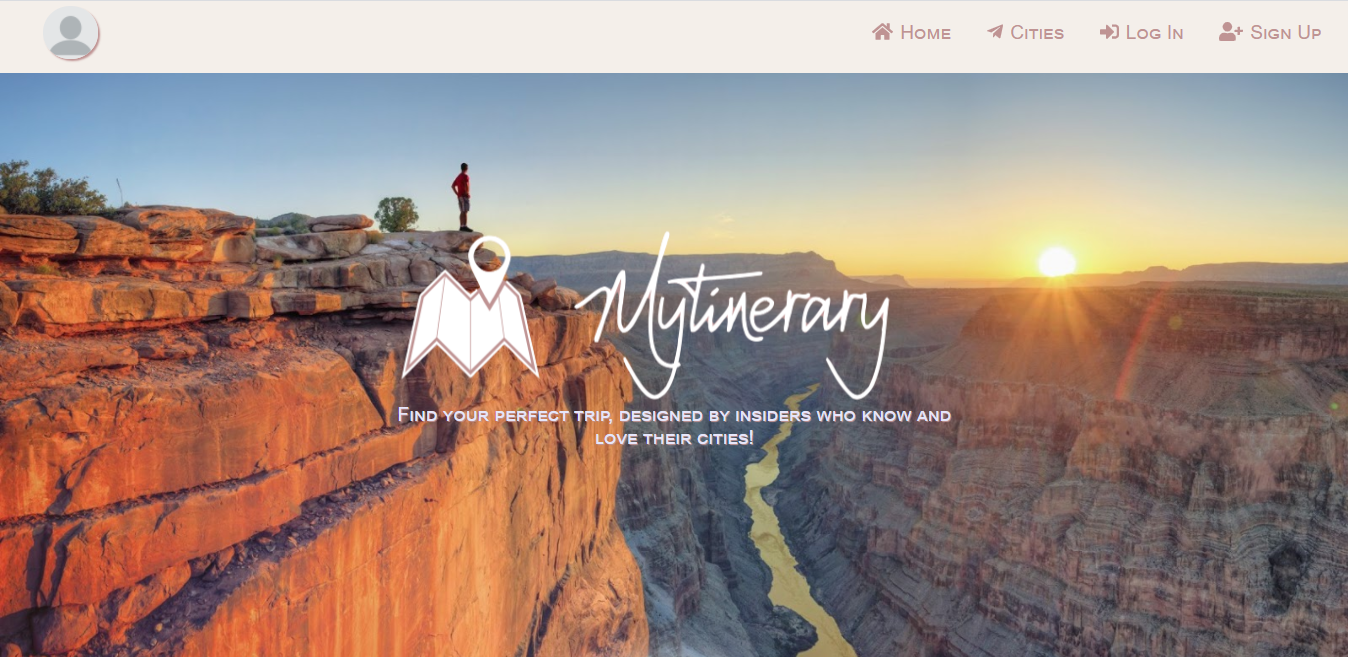 Home
Cities
Log In
Sign Up
Mytinerary
Find your perfect trip, designed by insiders who know and
love their cities!